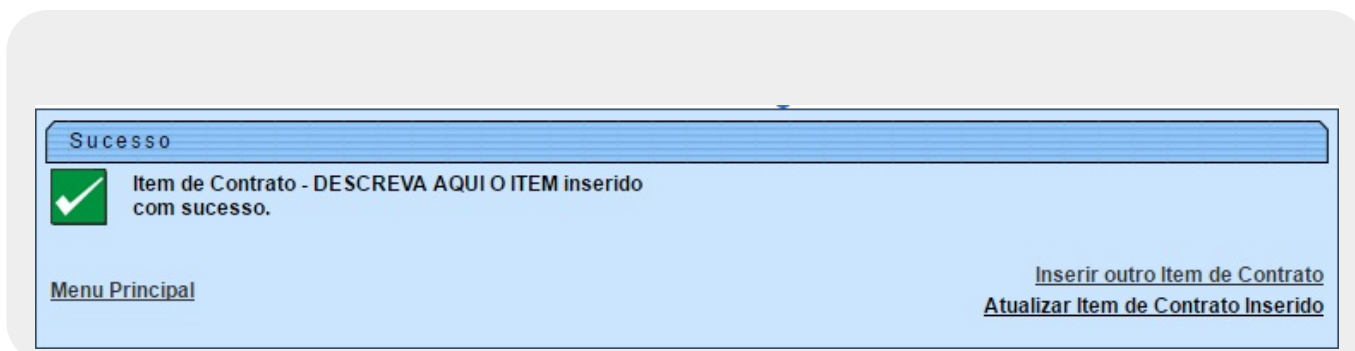 Sucesso
Item de Contrato - DESCREVA AQUI O ITEM inserido
com sucesso.
Menu Principal
Inserir outro Item de Contrato
Atualizar Item de Contrato Inserido